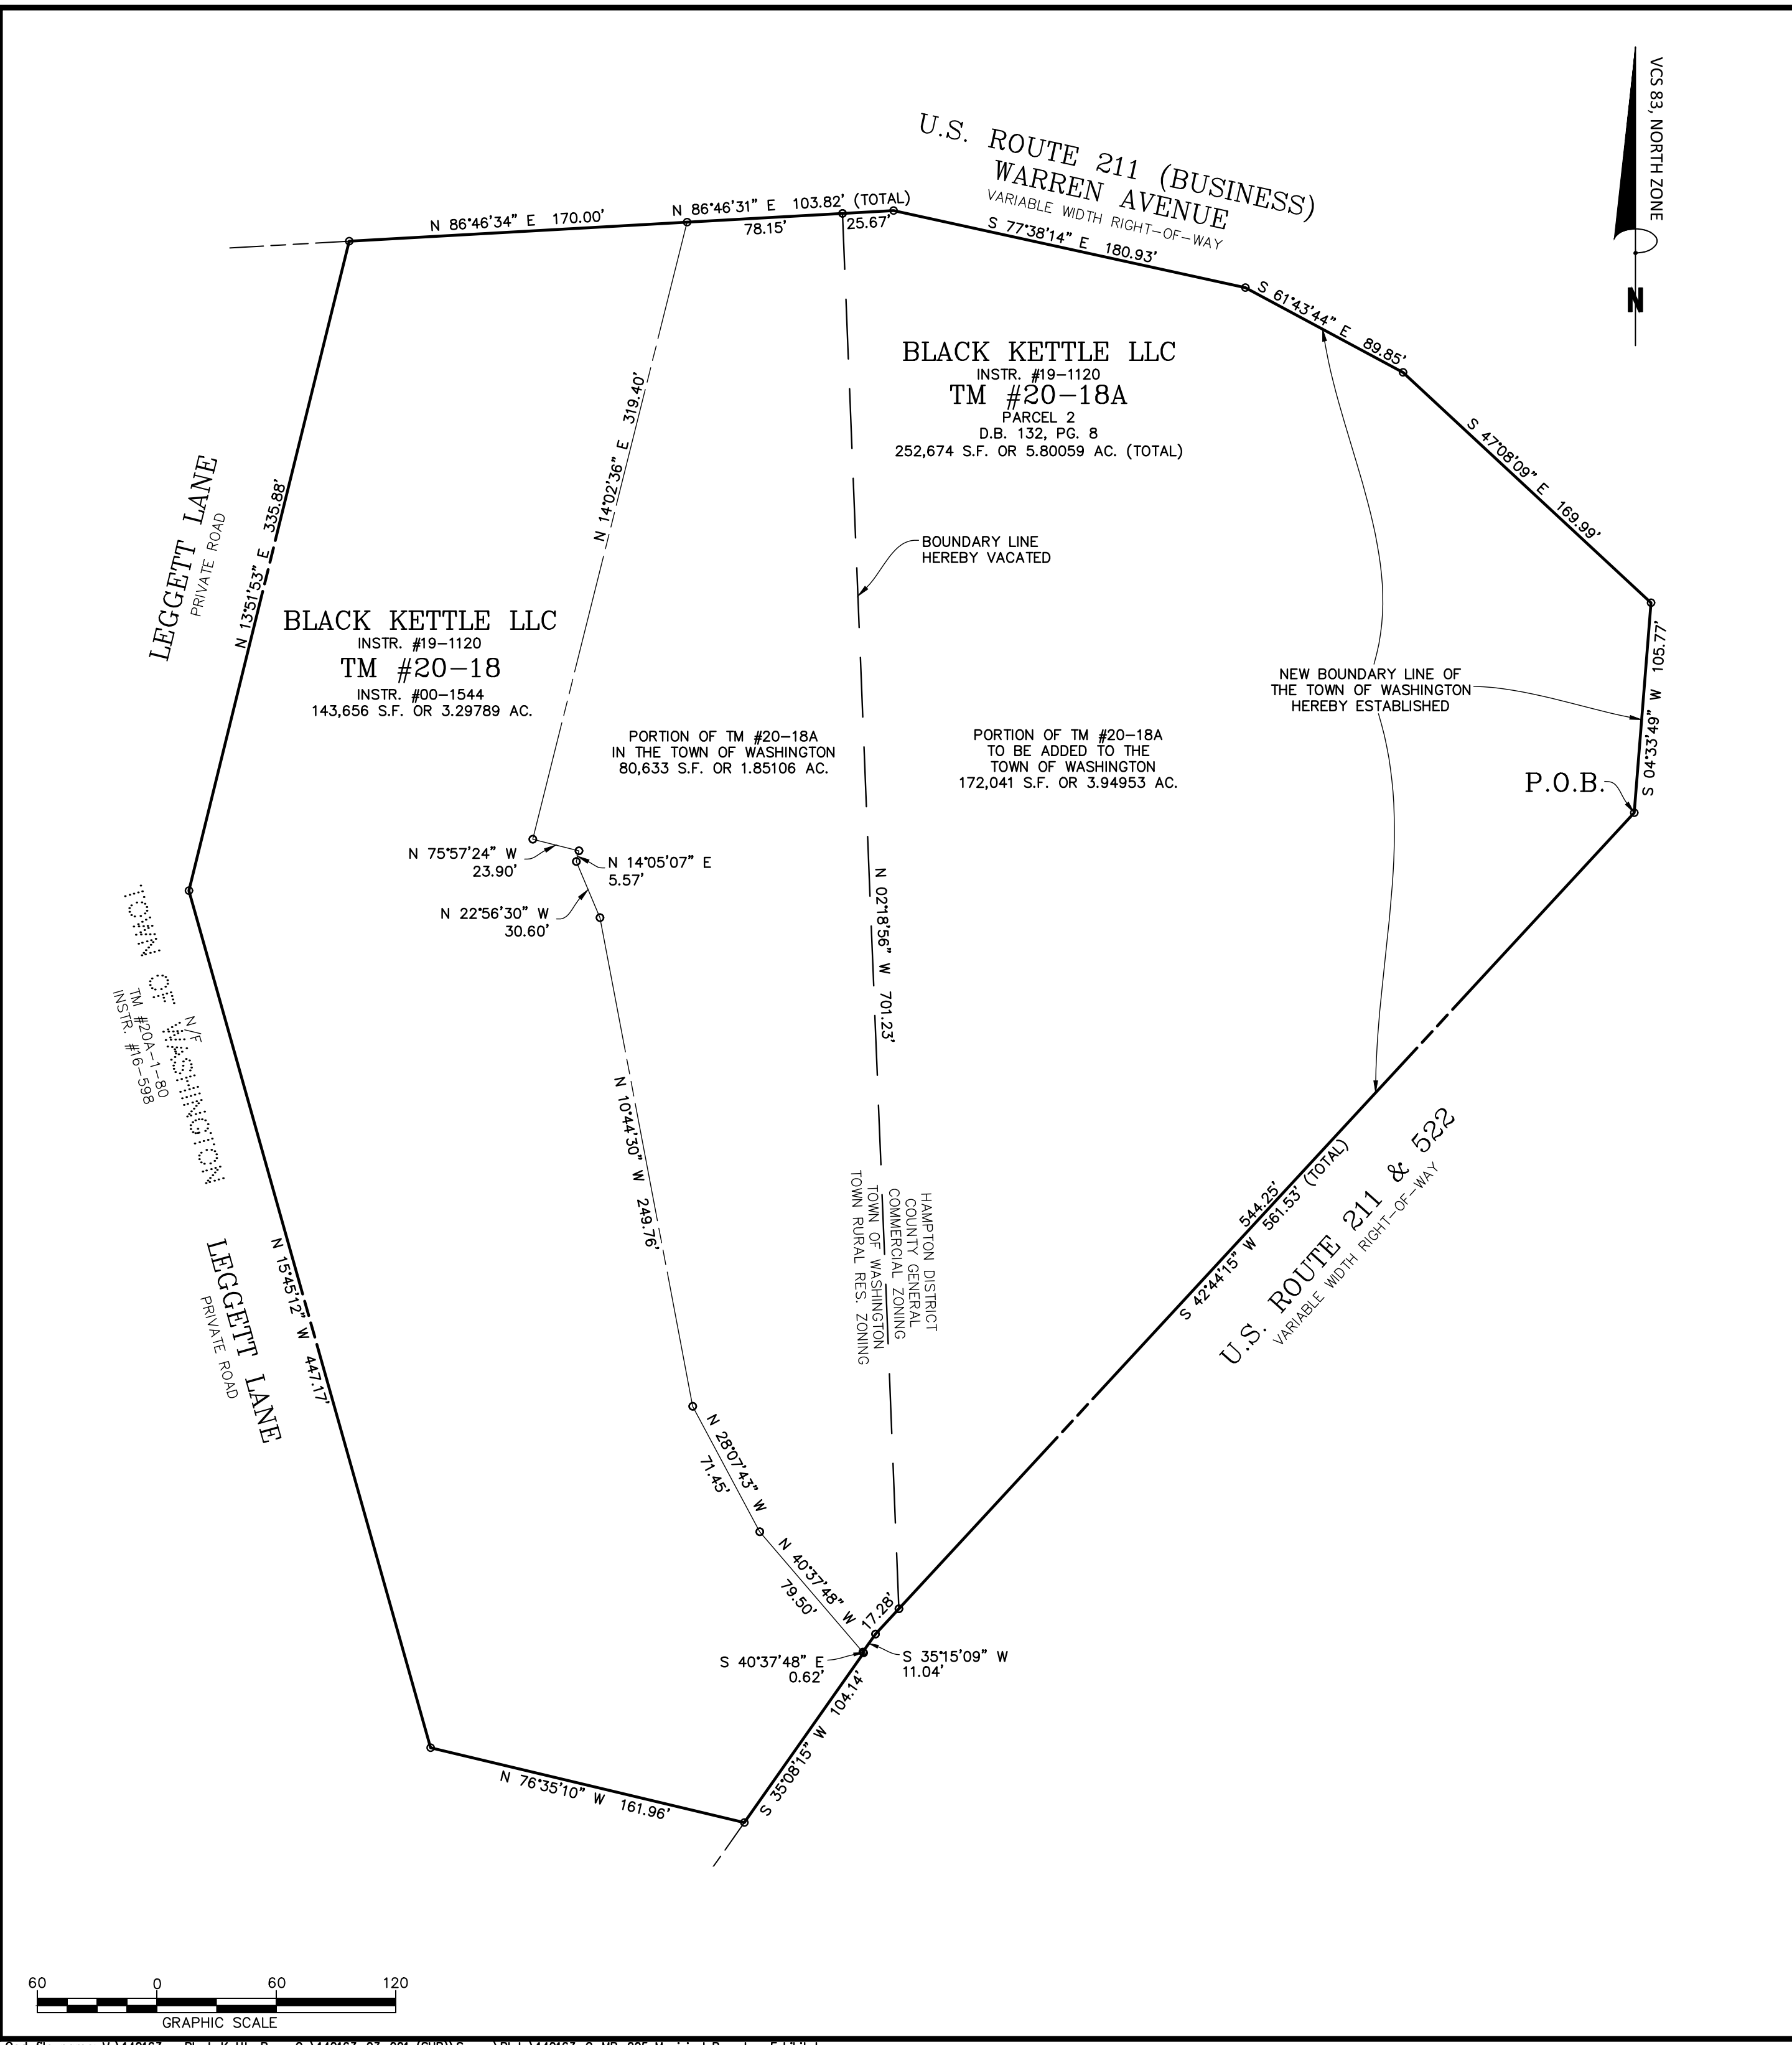 VCS 83, NORTH ZONE
N
U.S. ROUTE 211 (BUSINESS)
WARREN AVENUE
VARIABLE WIDTH RIGHT-OF-WAY
N 86°46'34" E 170.00'
N 86°46'31" E 103.82' (TOTAL)
78.15'
25.67'
S 77°38'14" E 180.93'
S 61°43'44" E 89.85'
S 47°08'09" E 169.99'
S 04°33'49" W 105.77'
BLACK KETTLE LLC
INSTR. #19-1120
TM #20-18A
PARCEL 2
D.B. 132, PG. 8
252,674 S.F. OR 5.80059 AC. (TOTAL)
N 14°02'36" E 319.40'
BOUNDARY LINE
HEREBY VACATED
LEGGETT LANE
PRIVATE ROAD
N 13°51'53" E 335.88'
BLACK KETTLE LLC
INSTR. #19-1120
TM #20-18
INSTR. #00-1544
143,656 S.F. OR 3.29789 AC.
NEW BOUNDARY LINE OF
THE TOWN OF WASHINGTON
HEREBY ESTABLISHED
PORTION OF TM #20-18A
IN THE TOWN OF WASHINGTON
80,633 S.F. OR 1.85106 AC.
PORTION OF TM #20-18A
TO BE ADDED TO THE
TOWN OF WASHINGTON
172,041 S.F. OR 3.94953 AC.
P.O.B.
N 75°57'24" W
23.90'
N 14°05'07" E
5.57'
N 22°56'30" W
30.60'
N 02°18'56" W 701.23'
N/F
TOWN OF WASHINGTON
TM #20A-1-80
INSTR. #16-598
N 10°44'30" W 249.76'
HAMPTON DISTRICT
COUNTY GENERAL
COMMERCIAL ZONING
TOWN OF WASHINGTON
TOWN RURAL RES. ZONING
544.25'
S 42°44'15" W 561.53' (TOTAL)
U.S. ROUTE 211 & 522
VARIABLE WIDTH RIGHT-OF-WAY
N 15°45'12" W 447.17'
LEGGETT LANE
PRIVATE ROAD
N 28°07'43" W
71.45'
N 40°37'48" W
79.50'
17.28'
S 40°37'48" E
0.62'
S 35°15'09" W
11.04'
S 35°08'15" W 104.14'
N 76°35'10" W 161.96'
60 0 60 120
GRAPHIC SCALE